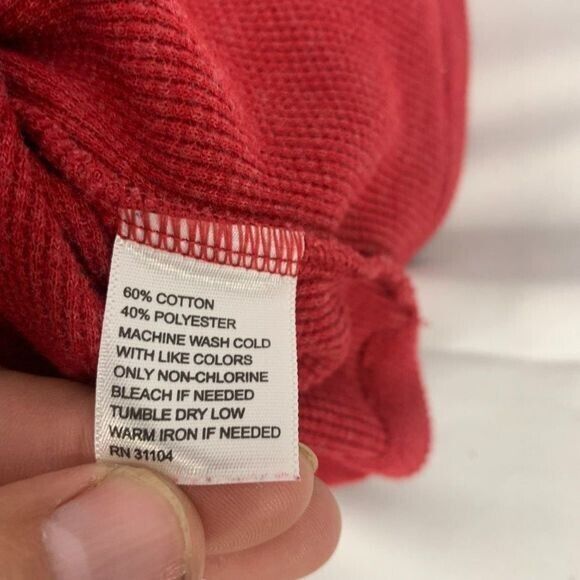 60% COTTON
40% POLYESTER
MACHINE WASH COLD
WITH LIKE COLORS
ONLY NON-CHLORINE
BLEACH IF NEEDED
TUMBLE DRY LOW
WARM IRON IF NEEDED
RN 31104